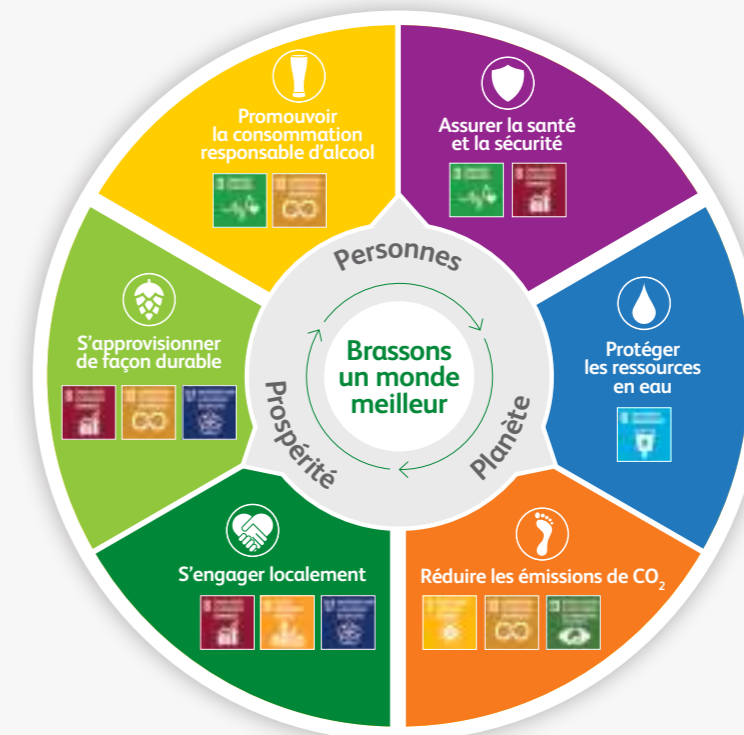 Promouvoir
la consommation
responsable d'alcool
Assurer la santé
et la sécurité
Personnes
S'approvisionner
de façon durable
Brassons
un monde
meilleur
Protéger
les ressources
en eau
Prospérité
Planète
S'engager localement
Réduire les émissions de CO₂